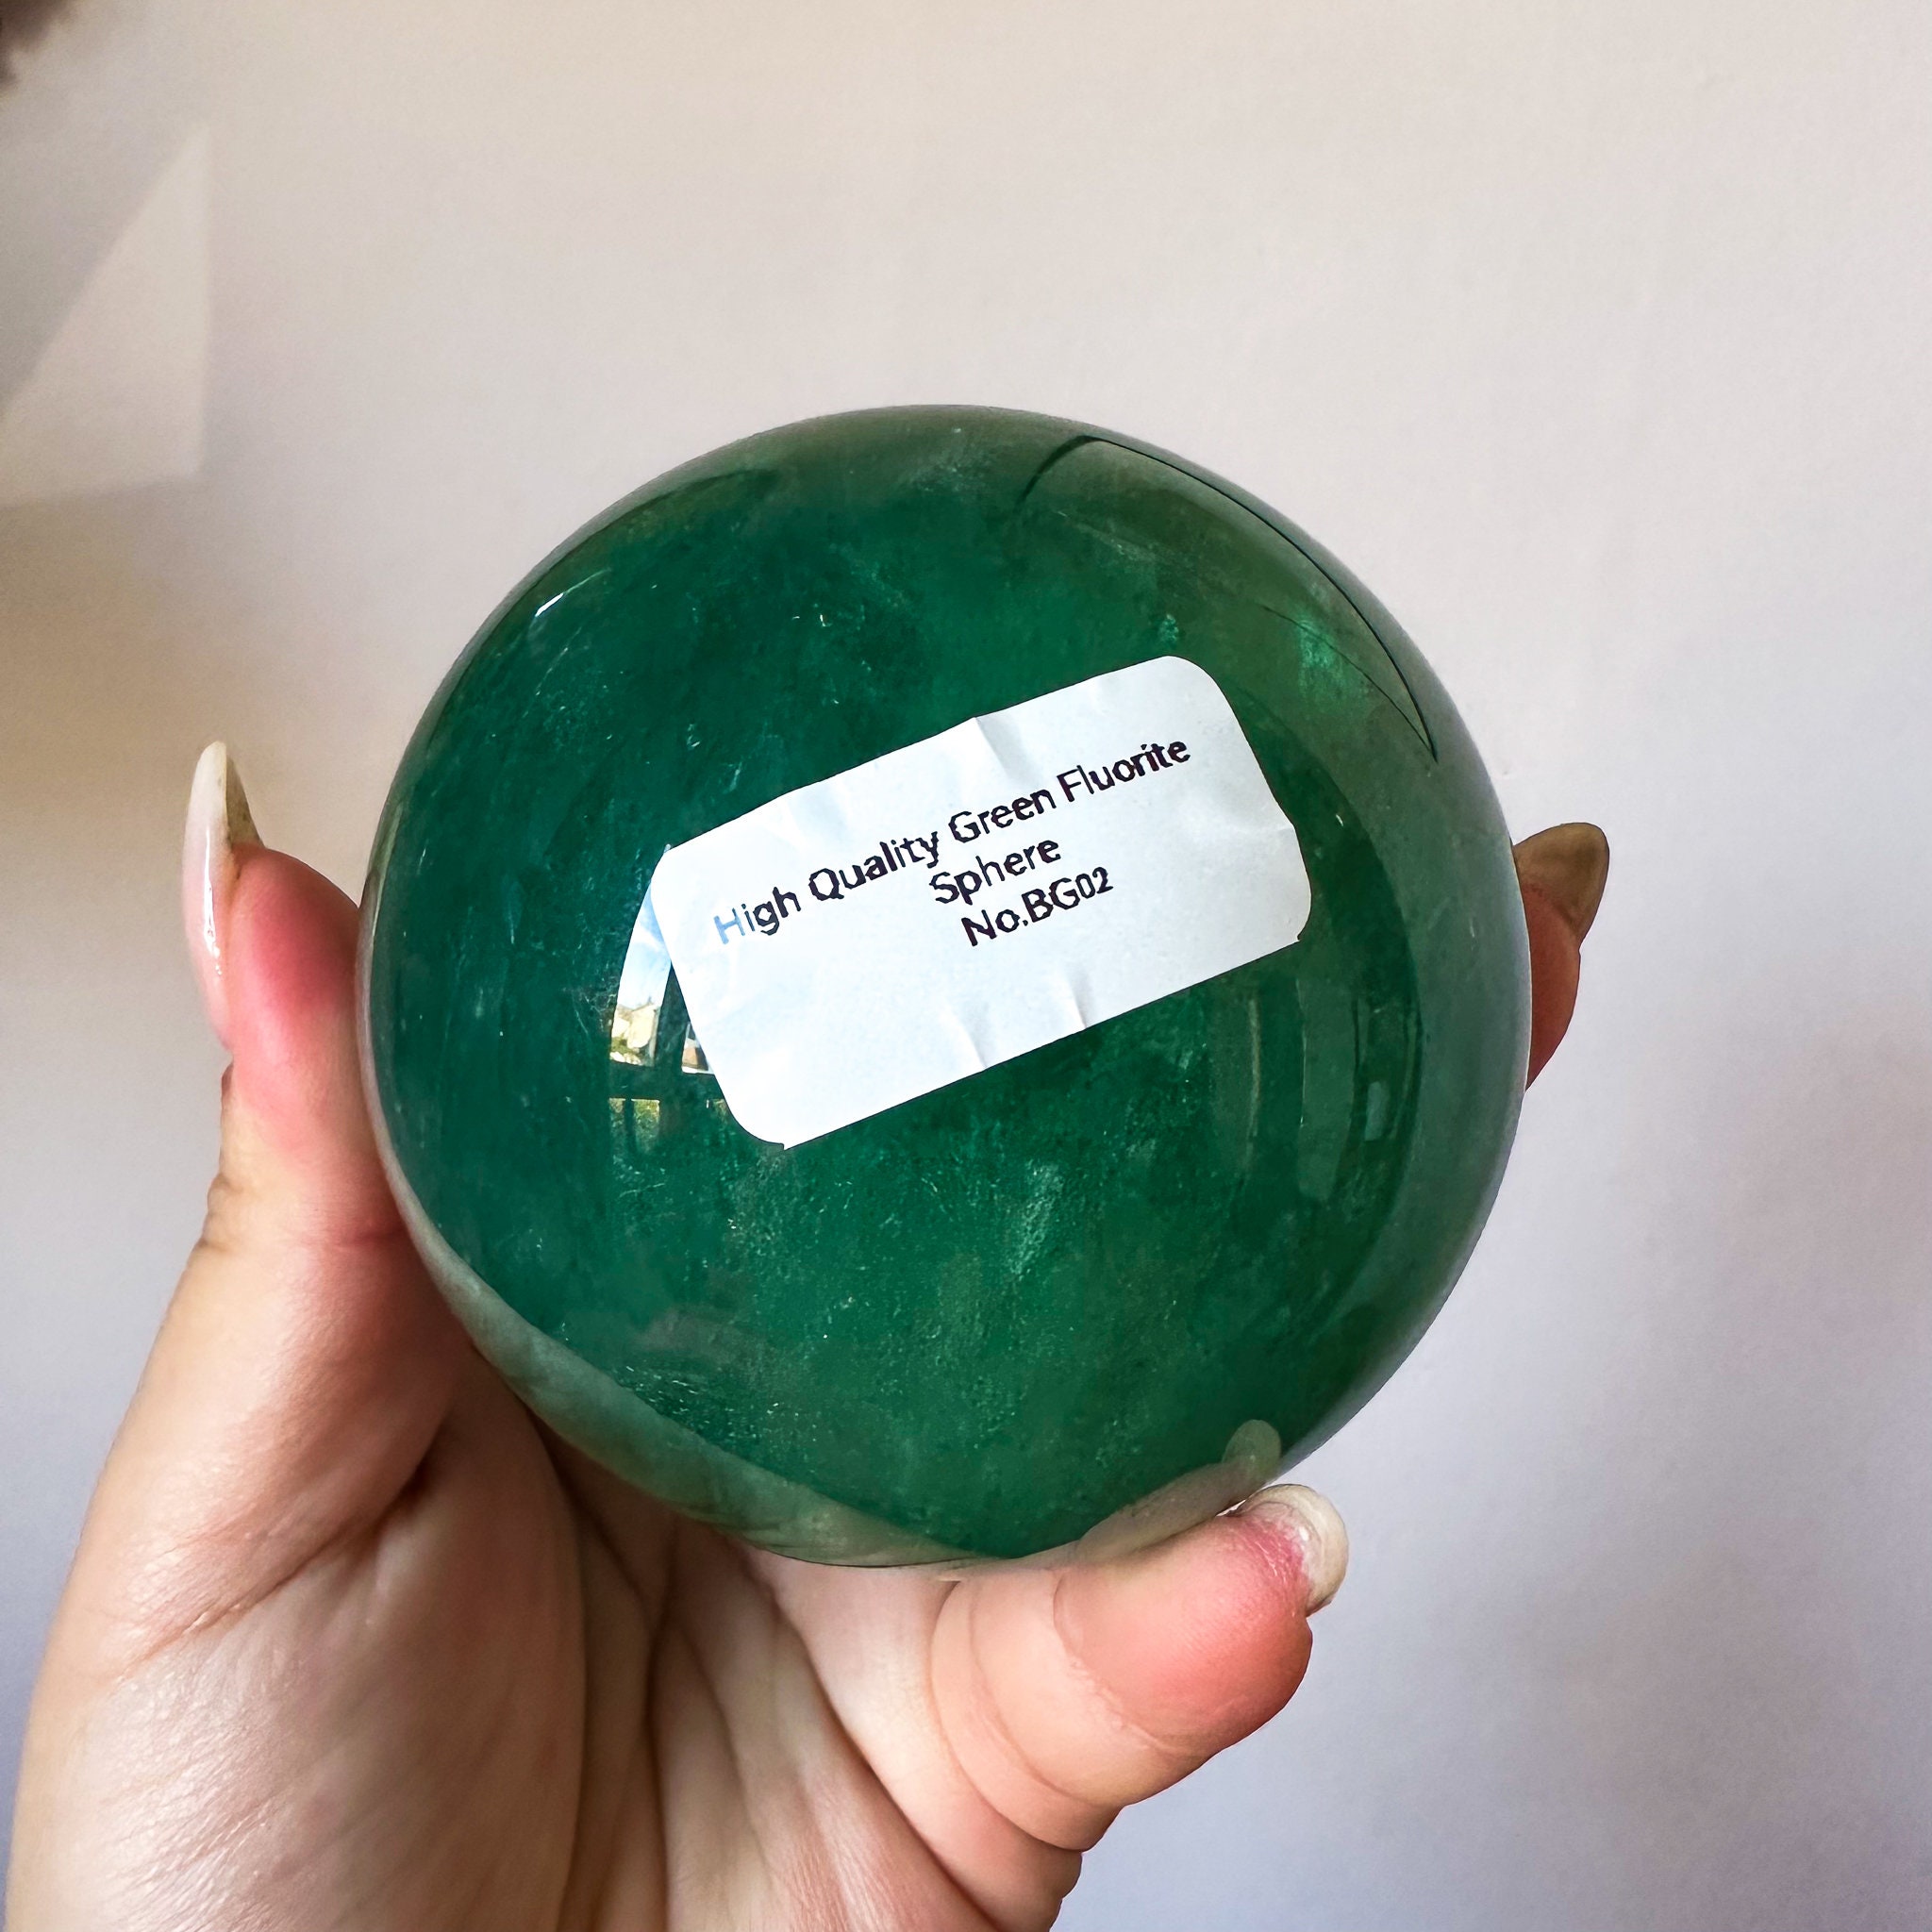 High Quality Green Fluorite
Sphere
No.BG02